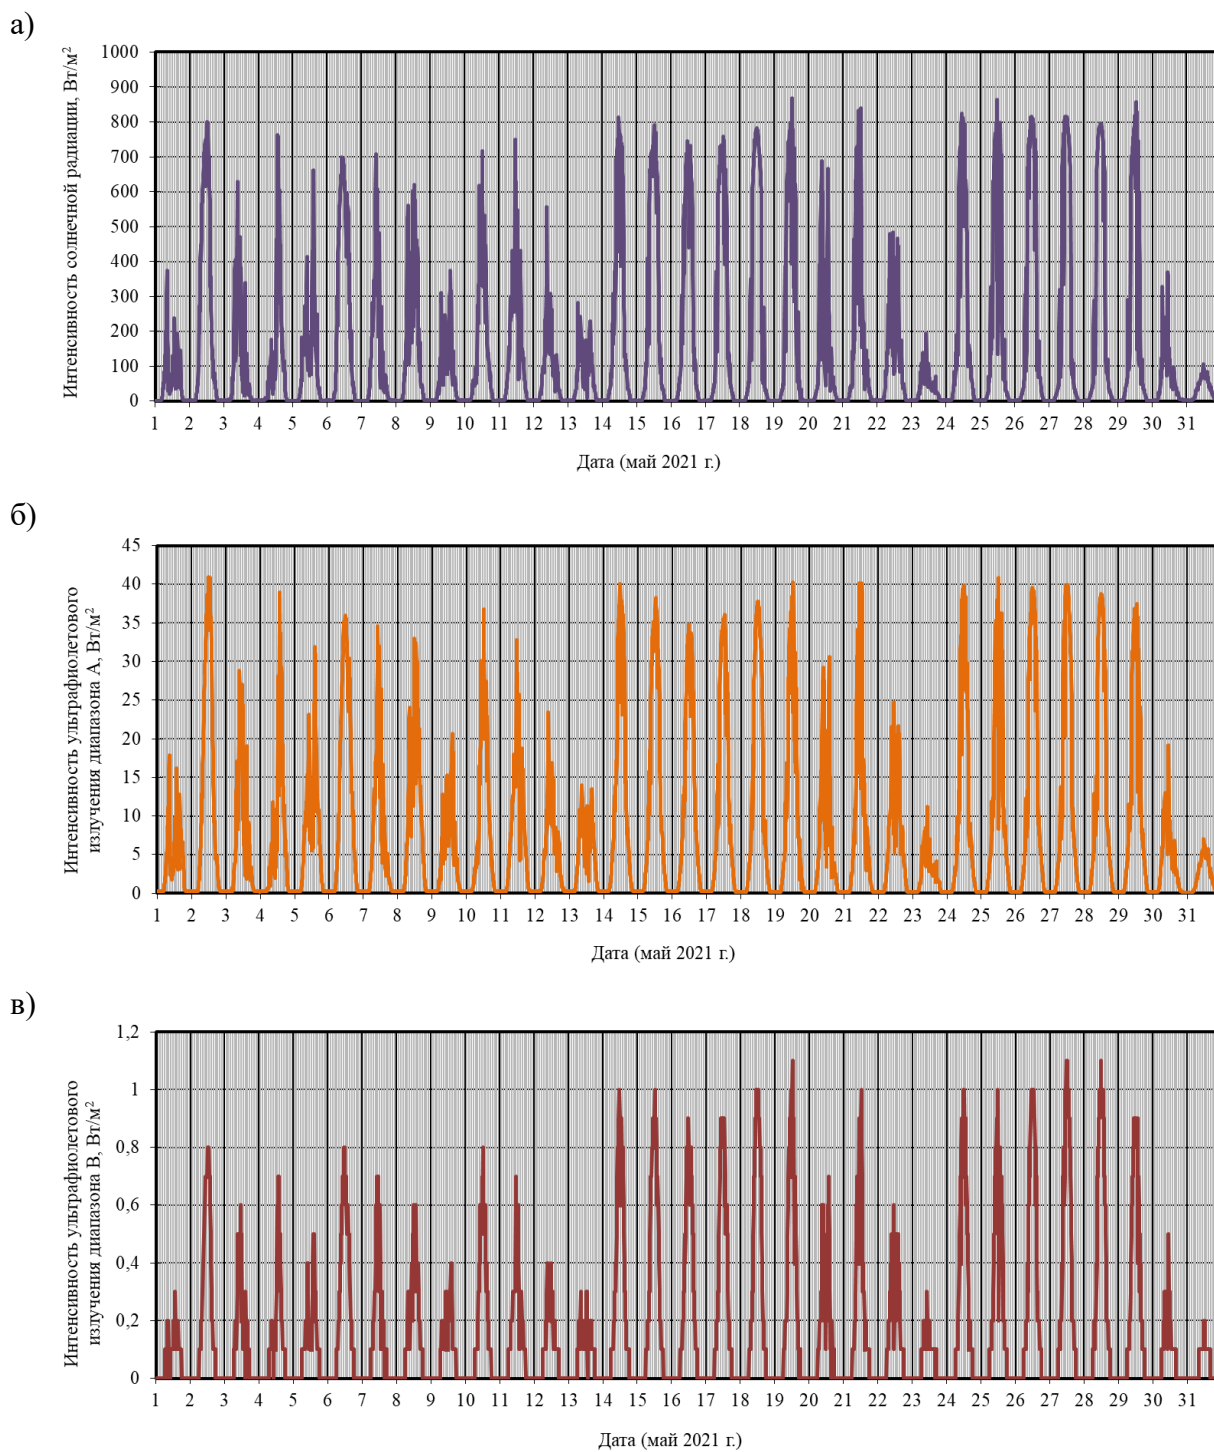 а)
Интенсивность солнечной радиации, Вт/м²
1000
900
800
700
600
500
400
300
200
100
0
1 2 3 4 5 6 7 8 9 10 11 12 13 14 15 16 17 18 19 20 21 22 23 24 25 26 27 28 29 30 31
Дата (май 2021 г.)
б)
Интенсивность ультрафиолетового
излучения диапазона А, Вт/м²
45
40
35
30
25
20
15
10
5
0
1 2 3 4 5 6 7 8 9 10 11 12 13 14 15 16 17 18 19 20 21 22 23 24 25 26 27 28 29 30 31
Дата (май 2021 г.)
в)
Интенсивность ультрафиолетового
излучения диапазона В, Вт/м²
1,2
1
0,8
0,6
0,4
0,2
0
1 2 3 4 5 6 7 8 9 10 11 12 13 14 15 16 17 18 19 20 21 22 23 24 25 26 27 28 29 30 31
Дата (май 2021 г.)